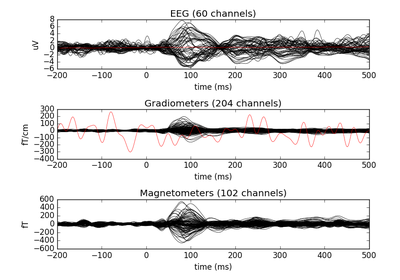 EEG (60 channels)
8
6
4
2
0
−2
−4
−6
uV
−200 −100 0 100 200 300 400 500
time (ms)
Gradiometers (204 channels)
300
200
100
0
−100
−200
−300
−400
fT/cm
−200 −100 0 100 200 300 400 500
time (ms)
Magnetometers (102 channels)
600
400
200
0
−200
−400
−600
fT
−200 −100 0 100 200 300 400 500
time (ms)